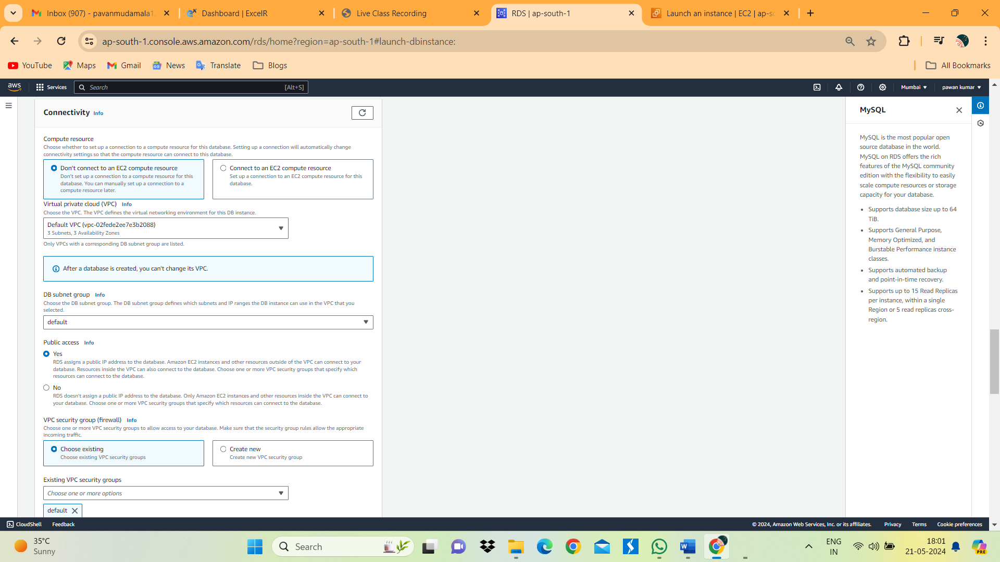 Inbox (907) - pavanmudamala1
Dashboard | ExcelR
Live Class Recording
RDS | ap-south-1
Launch an instance | EC2 | ap-so
ap-south-1.console.aws.amazon.com/rds/home?region=ap-south-1#launch-dbinstance:
YouTube
Maps
Gmail
News
Translate
Blogs
All Bookmarks
aws
Services
Search
[Alt+S]
Mumbai
pawan kumar
Connectivity Info
Compute resource
Choose whether to set up a connection to a compute resource for this database. Setting up a connection will automatically change
connectivity settings so that the compute resource can connect to this database.
Don't connect to an EC2 compute resource
Don't set up a connection to a compute resource for this
database. You can manually set up a connection to a
compute resource later.
Connect to an EC2 compute resource
Set up a connection to an EC2 compute resource for this
database.
Virtual private cloud (VPC) Info
Choose the VPC. The VPC defines the virtual networking environment for this DB instance.
Default VPC (vpc-02fede2ee7e3b2088)
3 Subnets, 3 Availability Zones
Only VPCs with a corresponding DB subnet group are listed.
After a database is created, you can't change its VPC.
DB subnet group Info
Choose the DB subnet group. The DB subnet group defines which subnets and IP ranges the DB instance can use in the VPC that you
selected.
default
Public access Info
Yes
RDS assigns a public IP address to the database. Amazon EC2 instances and other resources outside of the VPC can connect to your
database. Resources inside the VPC can also connect to the database. Choose one or more VPC security groups that specify which
resources can connect to the database.
No
RDS doesn't assign a public IP address to the database. Only Amazon EC2 instances and other resources inside the VPC can connect to
your database. Choose one or more VPC security groups that specify which resources can connect to the database.
VPC security group (firewall) Info
Choose one or more VPC security groups to allow access to your database. Make sure that the security group rules allow the appropriate
incoming traffic.
Choose existing
Choose existing VPC security groups
Create new
Create new VPC security group
Existing VPC security groups
Choose one or more options
default
MySQL
MySQL is the most popular open
source database in the world.
MySQL on RDS offers the rich
features of the MySQL community
edition with the flexibility to easily
scale compute resources or storage
capacity for your database.
• Supports database size up to 64
TiB.
• Supports General Purpose,
Memory Optimized, and
Burstable Performance instance
classes.
• Supports automated backup
and point-in-time recovery.
• Supports up to 15 Read Replicas
per instance, within a single
Region or 5 read replicas cross-
region.
CloudShell
Feedback
© 2024, Amazon Web Services, Inc. or its affiliates.
Privacy
Terms
Cookie preferences
35°C
Sunny
Search
ENG
IN
18:01
21-05-2024
PRE